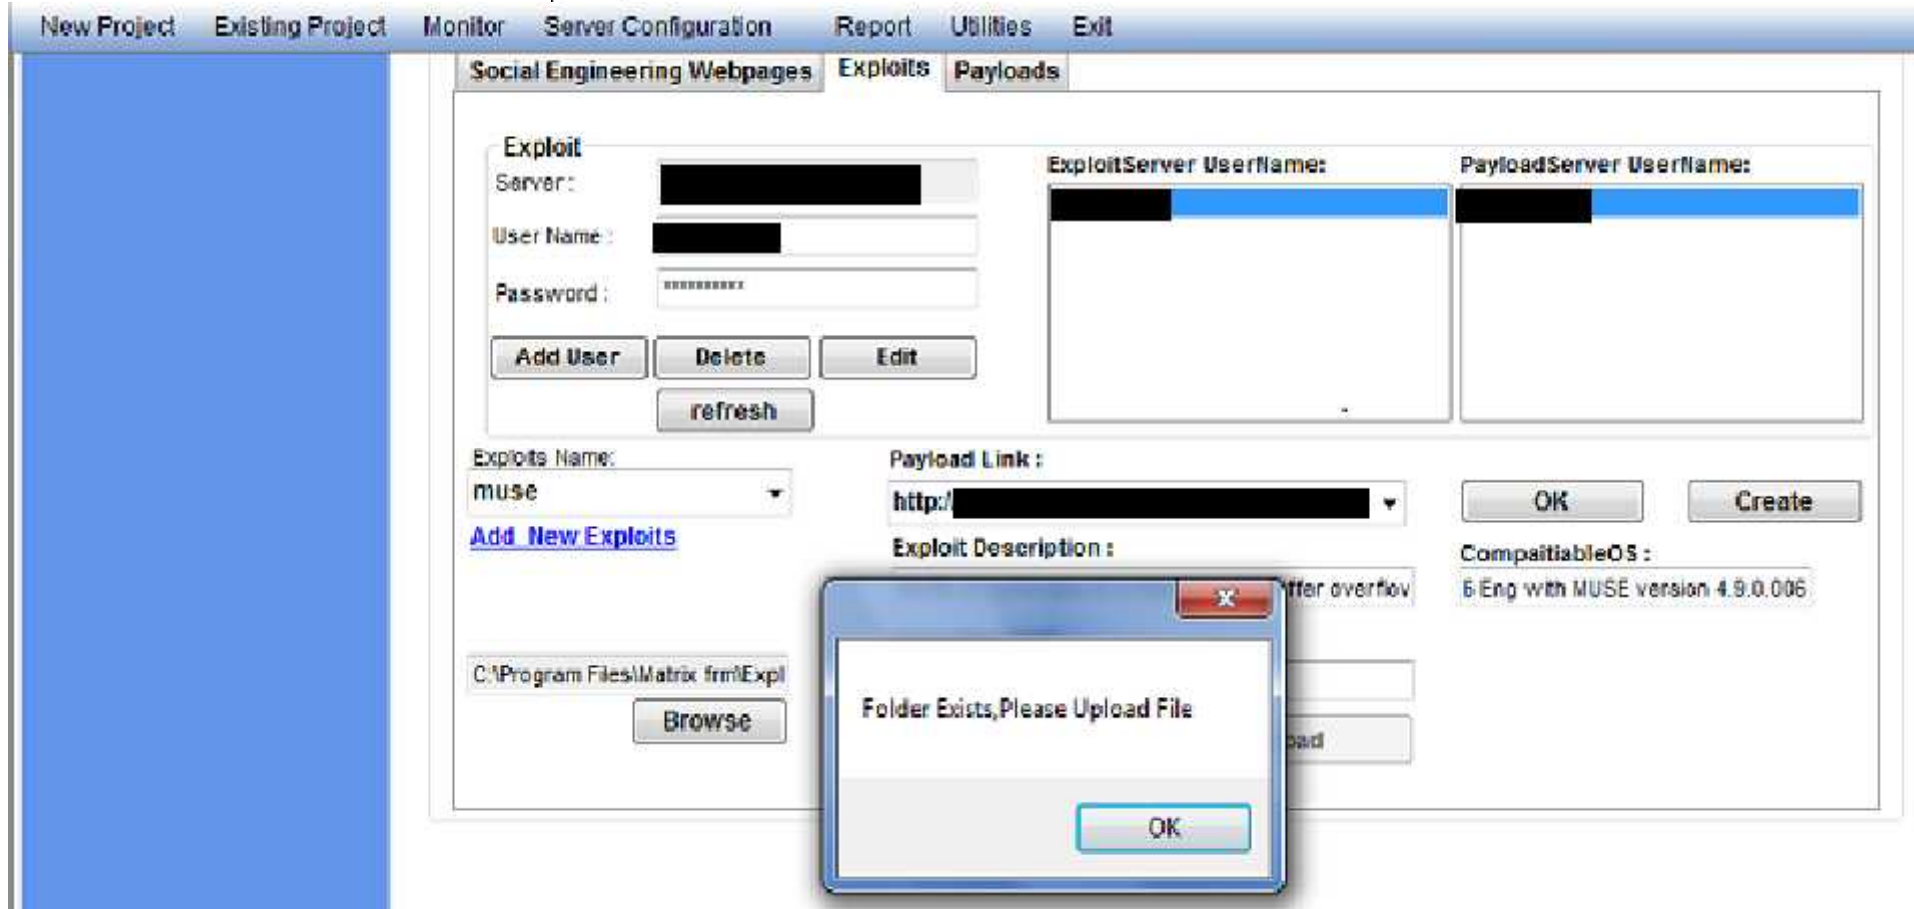 New Project Existing Project Monitor Server Configuration Report Utilities Exit
Social Engineering Webpages Exploits Payloads
Exploit
Server :
User Name :
Password : **********
Add User Delete Edit
refresh
ExploitServer UserName:
PayloadServer UserName:
Exploits Name:
muse
Add New Exploits
Payload Link :
http:/
OK Create
Exploit Description :
ffer overflov
CompaitiableOS :
6 Eng with MUSE version 4.9.0.006
C:\Program Files\Matrix frm\Expl
Browse
Folder Exists,Please Upload File
oad
OK